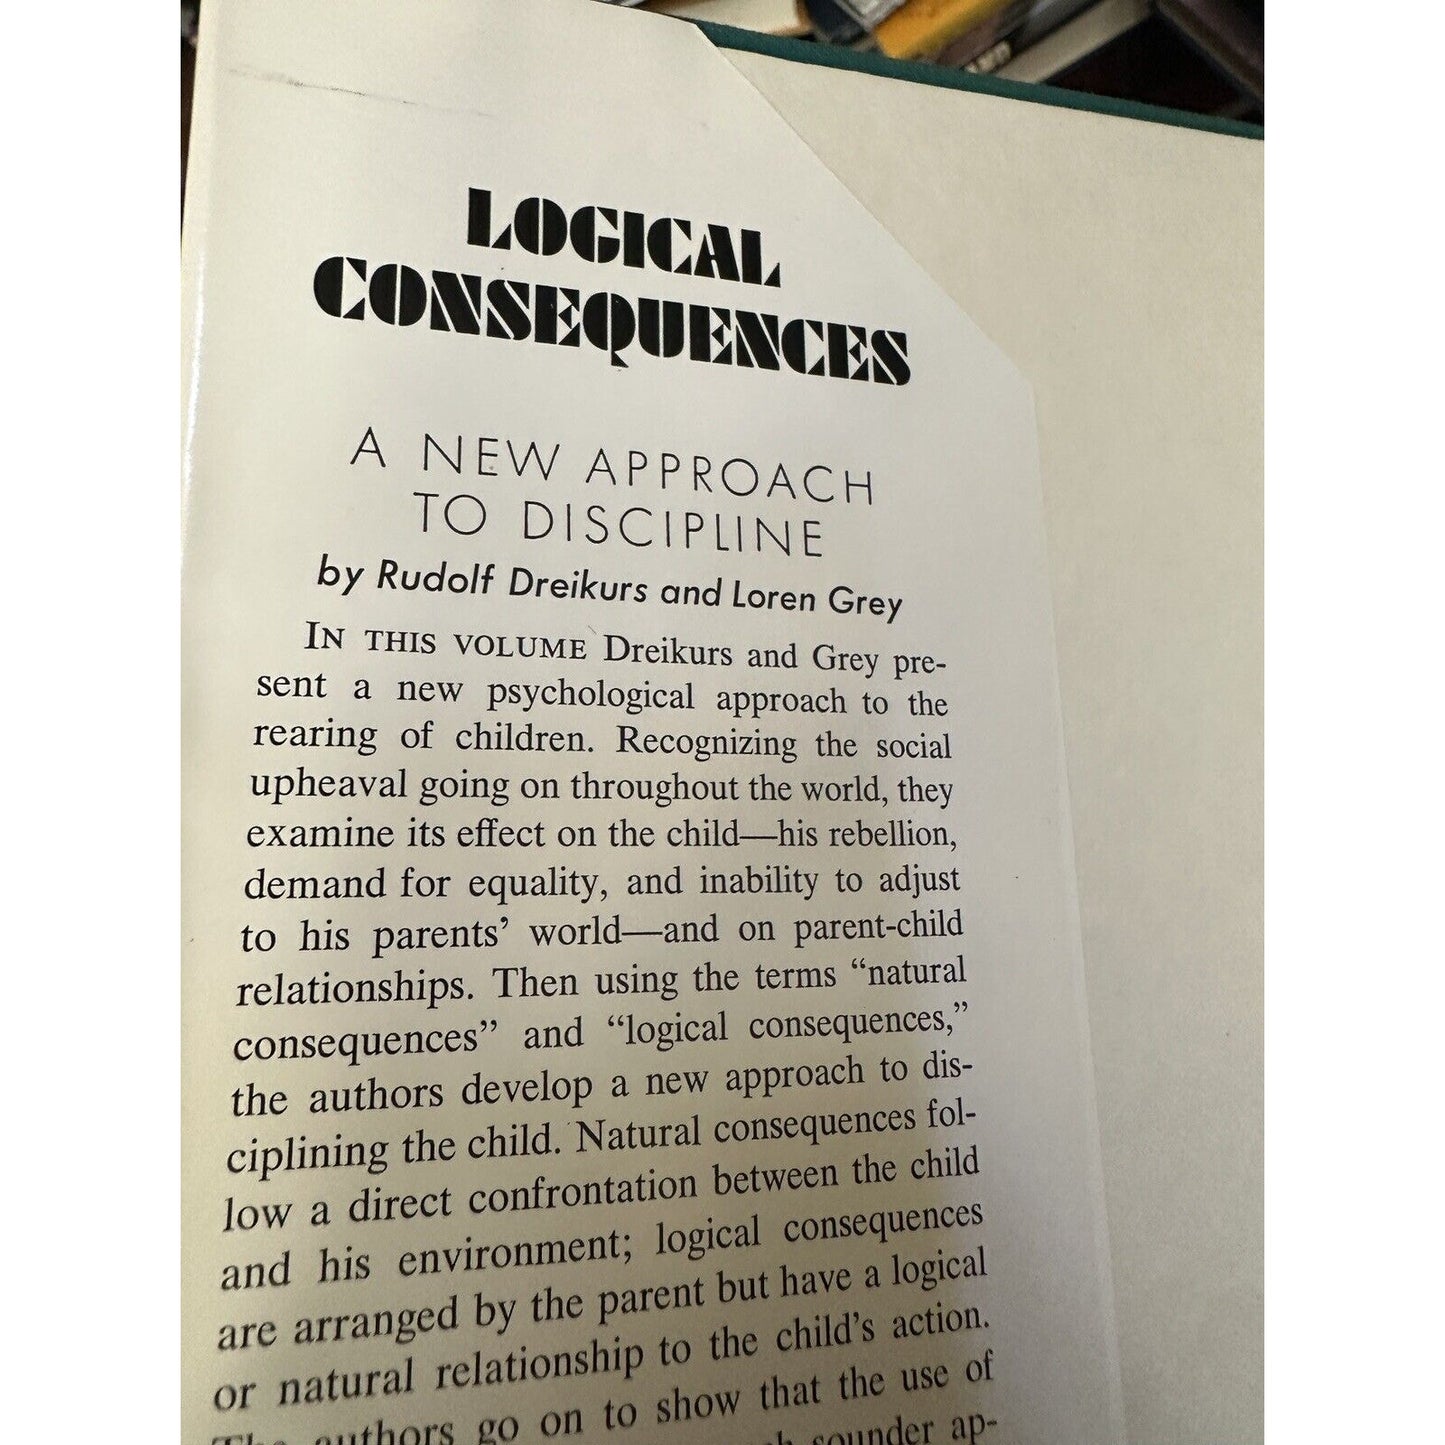 LOGICAL
CONSEQUENCES
A NEW APPROACH
TO DISCIPLINE
by Rudolf Dreikurs and Loren Grey
IN THIS VOLUME Dreikurs and Grey pre-
sent a new psychological approach to the
rearing of children. Recognizing the social
upheaval going on throughout the world, they
examine its effect on the child—his rebellion,
demand for equality, and inability to adjust
to his parents’ world—and on parent-child
relationships. Then using the terms “natural
consequences” and “logical consequences,”
the authors develop a new approach to dis-
ciplining the child. Natural consequences fol-
low a direct confrontation between the child
and his environment; logical consequences
are arranged by the parent but have a logical
or natural relationship to the child’s action.
The authors go on to show that the use of
sounder ap-